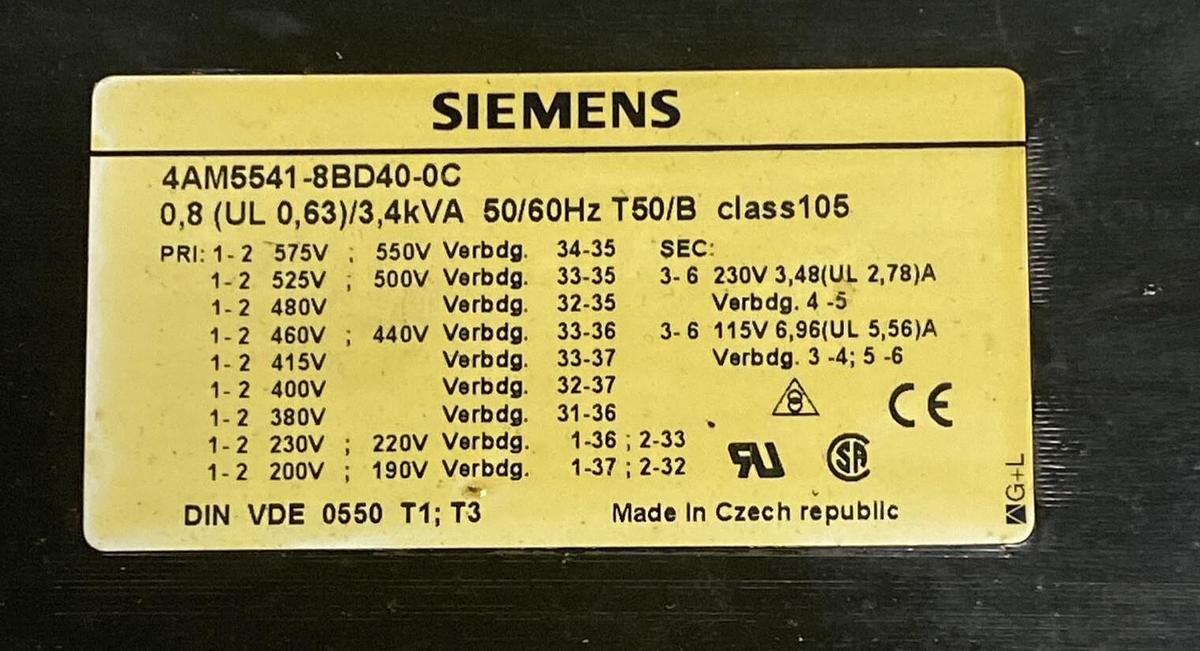 SIEMENS
4AM5541-8BD40-0C
0,8 (UL 0,63)/3,4kVA 50/60Hz T50/B class105
PRI: 1-2 575V ; 550V Verbdg. 34-35 SEC:
1-2 525V ; 500V Verbdg. 33-35 3-6 230V 3,48(UL 2,78)A
1-2 480V Verbdg. 32-35 Verbdg. 4-5
1-2 460V ; 440V Verbdg. 33-36 3-6 115V 6,96(UL 5,56)A
1-2 415V Verbdg. 33-37 Verbdg. 3-4; 5-6
1-2 400V Verbdg. 32-37
1-2 380V Verbdg. 31-36
1-2 230V ; 220V Verbdg. 1-36 ; 2-33
1-2 200V ; 190V Verbdg. 1-37 ; 2-32
CE
RU SA
DIN VDE 0550 T1; T3 Made in Czech republic
G+L